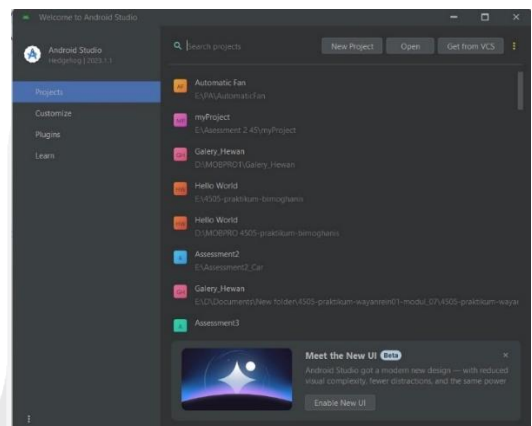 Welcome to Android Studio
Android Studio
Hedgehog | 2023.1.1
Projects
Customize
Plugins
Learn
Search projects
New Project
Open
Get from VCS
AF
Automatic Fan
E:\PA\AutomaticFan
MP
myProject
E:\Asessment 2 45\myProject
GH
Galery_Hewan
D:\MOBPRO1\Galery_Hewan
HW
Hello World
E:\4505-praktikum-bimoghanis
HW
Hello World
D:\MOBPRO 4505-praktikum-bimoghanis
A
Assessment2
E:\Assessment2_Car
GH
Galery_Hewan
E:\D\Documents\New folder\4505-praktikum-wayanrein01-modul_07\4505-praktikum-wayan
A
Assessment3
Meet the New UI Beta
Android Studio got a modern new design — with reduced
visual complexity, fewer distractions, and the same power
Enable New UI